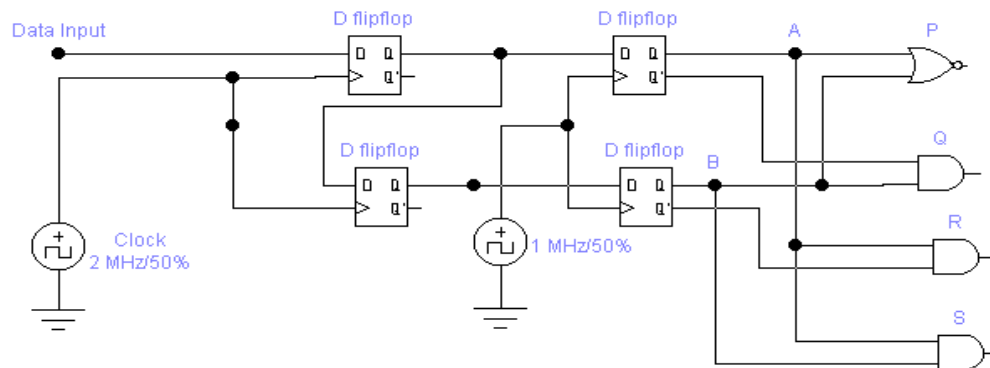 D flipflop
D flipflop
Data Input
A
P
D Q
Q'
D Q
Q'
Q
D flipflop
D flipflop
B
D Q
Q'
D Q
Q'
R
Clock
2 MHz/50%
1 MHz/50%
S